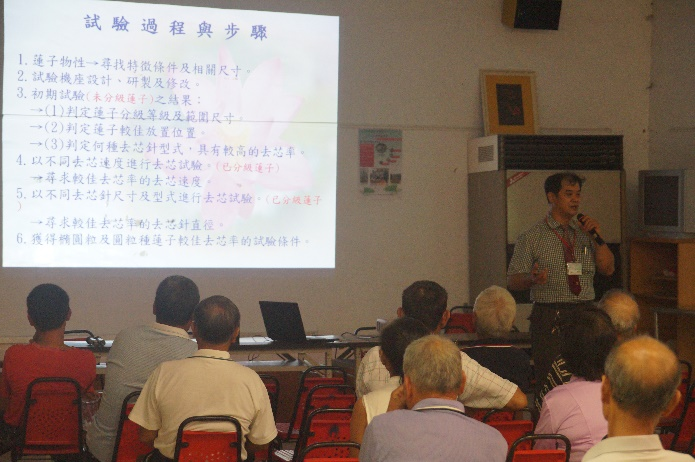 試驗過程與步驟
1. 蓮子物性→尋找特徵條件及相關尺寸。
2. 試驗機座設計、研製及修改。
3. 初期試驗(未分級蓮子)之結果：
→(1)判定蓮子分級等級及範圍尺寸。
→(2)判定蓮子較佳放置位置。
→(3)判定何種去芯針型式，具有較高的去芯率。
4. 以不同去芯速度進行去芯試驗。(已分級蓮子)
→尋求較佳去芯率的去芯速度。
5. 以不同去芯針尺寸及型式進行去芯試驗。(已分級蓮子
)
→尋求較佳去芯率的去芯針直徑。
6. 獲得橢圓粒及圓粒種蓮子較佳去芯率的試驗條件。